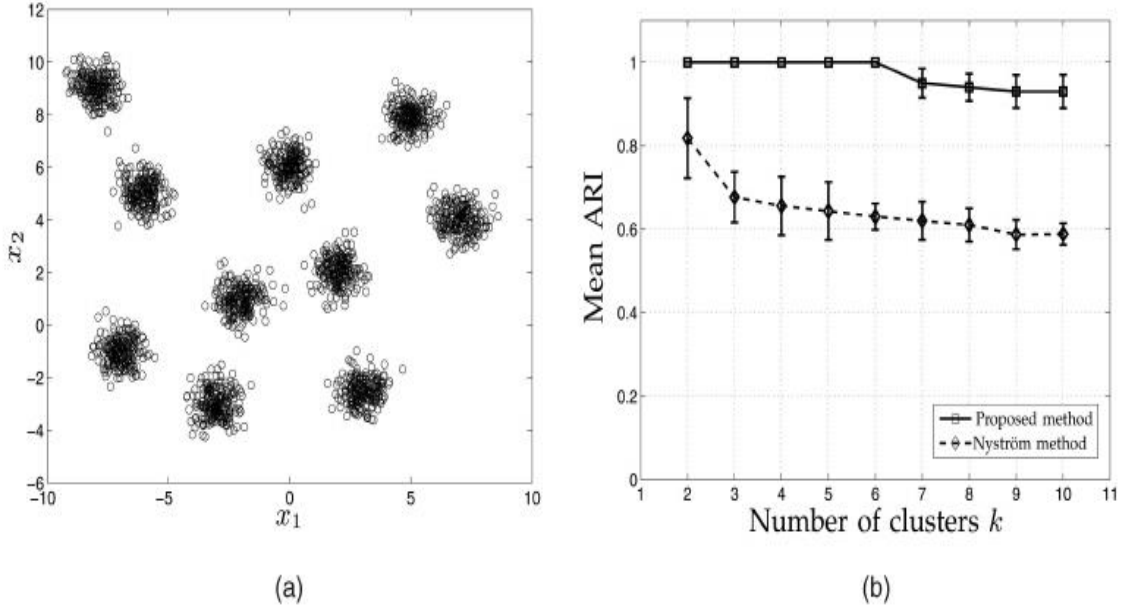 12
10
8
6
4
2
0
−2
−4
−6
−10
−5
0
5
10
x₁
x₂
(a)
Mean ARI
1
0.8
0.6
0.4
0.2
0
1 2 3 4 5 6 7 8 9 10 11
Number of clusters k
Proposed method
Nyström method
(b)